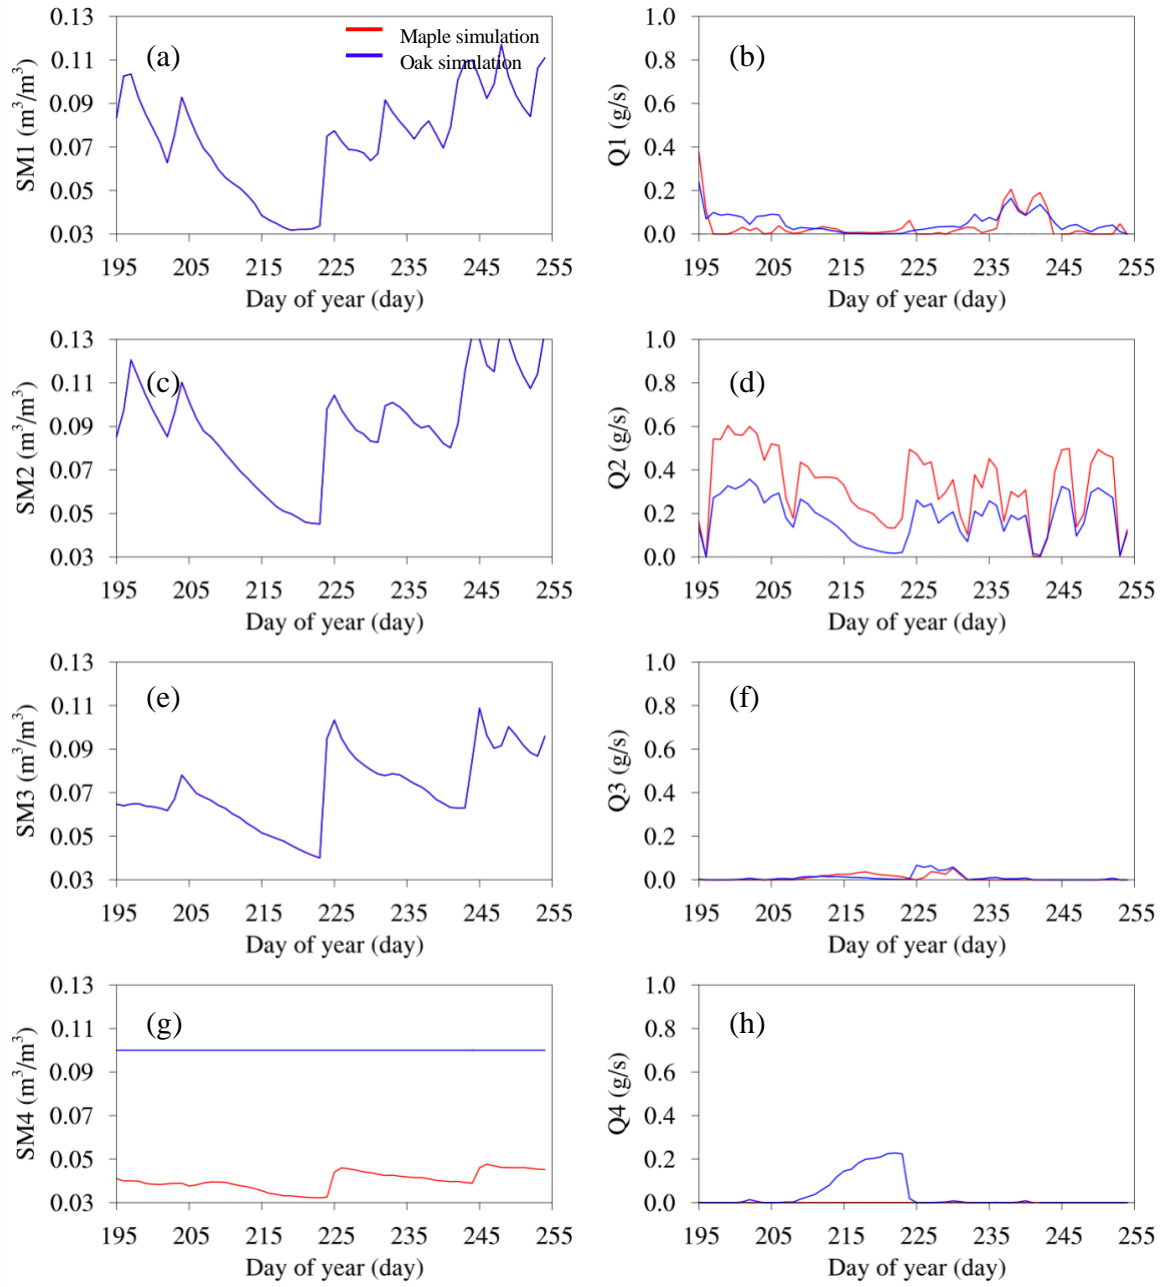 0.13
0.11
0.09
0.07
0.05
0.03
SM1 (m³/m³)
(a)
Maple simulation
Oak simulation
195 205 215 225 235 245 255
Day of year (day)
1.0
0.8
0.6
0.4
0.2
0.0
Q1 (g/s)
(b)
195 205 215 225 235 245 255
Day of year (day)
0.13
0.11
0.09
0.07
0.05
0.03
SM2 (m³/m³)
(c)
195 205 215 225 235 245 255
Day of year (day)
1.0
0.8
0.6
0.4
0.2
0.0
Q2 (g/s)
(d)
195 205 215 225 235 245 255
Day of year (day)
0.13
0.11
0.09
0.07
0.05
0.03
SM3 (m³/m³)
(e)
195 205 215 225 235 245 255
Day of year (day)
1.0
0.8
0.6
0.4
0.2
0.0
Q3 (g/s)
(f)
195 205 215 225 235 245 255
Day of year (day)
0.13
0.11
0.09
0.07
0.05
0.03
SM4 (m³/m³)
(g)
195 205 215 225 235 245 255
Day of year (day)
1.0
0.8
0.6
0.4
0.2
0.0
Q4 (g/s)
(h)
195 205 215 225 235 245 255
Day of year (day)